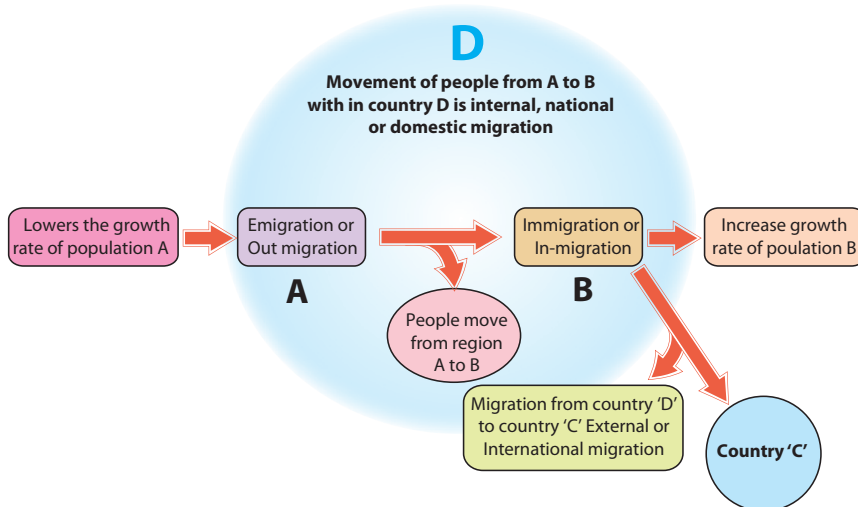 D
Movement of people from A to B
with in country D is internal, national
or domestic migration
Lowers the growth
rate of population A
Emigration or
Out migration
Immigration or
In-migration
Increase growth
rate of poulation B
A
B
People move
from region
A to B
Migration from country ‘D’
to country ‘C’ External or
International migration
Country ‘C’